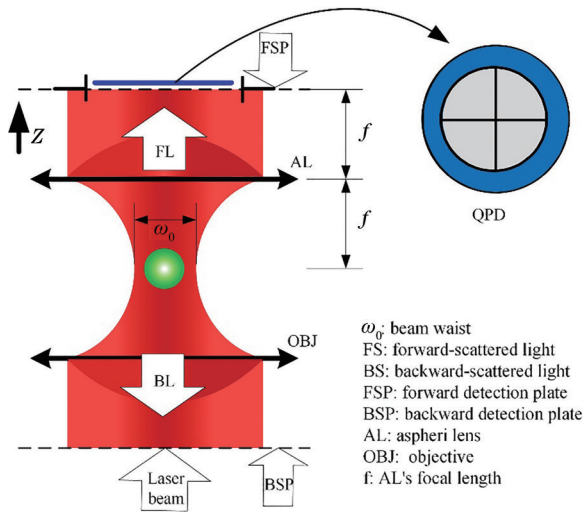 FSP
Z
FL
f
AL
ω0
f
QPD
OBJ
BL
Laser
beam
BSP
ω0: beam waist
FS: forward-scattered light
BS: backward-scattered light
FSP: forward detection plate
BSP: backward detection plate
AL: aspheri lens
OBJ: objective
f: AL's focal length